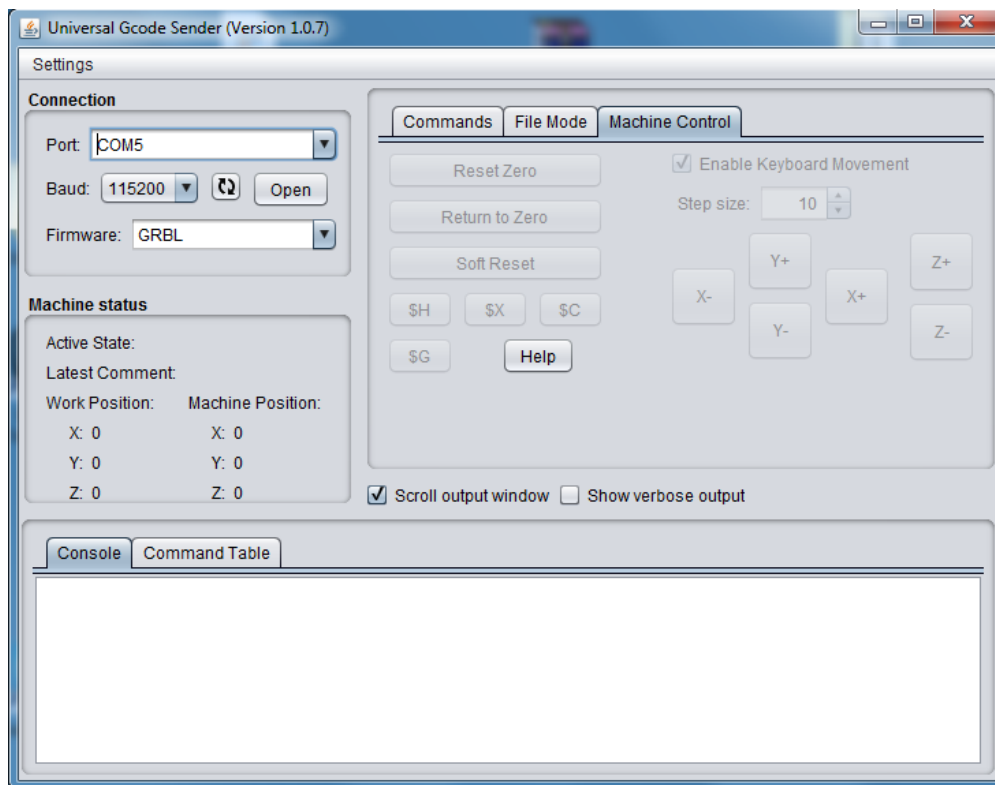 Universal Gcode Sender (Version 1.0.7)
Settings
Connection
Port: COM5
Baud: 115200 Open
Firmware: GRBL
Machine status
Active State:
Latest Comment:
Work Position: Machine Position:
X: 0 X: 0
Y: 0 Y: 0
Z: 0 Z: 0
Commands File Mode Machine Control
Reset Zero Enable Keyboard Movement
Return to Zero Step size: 10
Soft Reset
$H $X $C
$G Help
Y+
X- X+
Y-
Z+
Z-
Scroll output window Show verbose output
Console Command Table